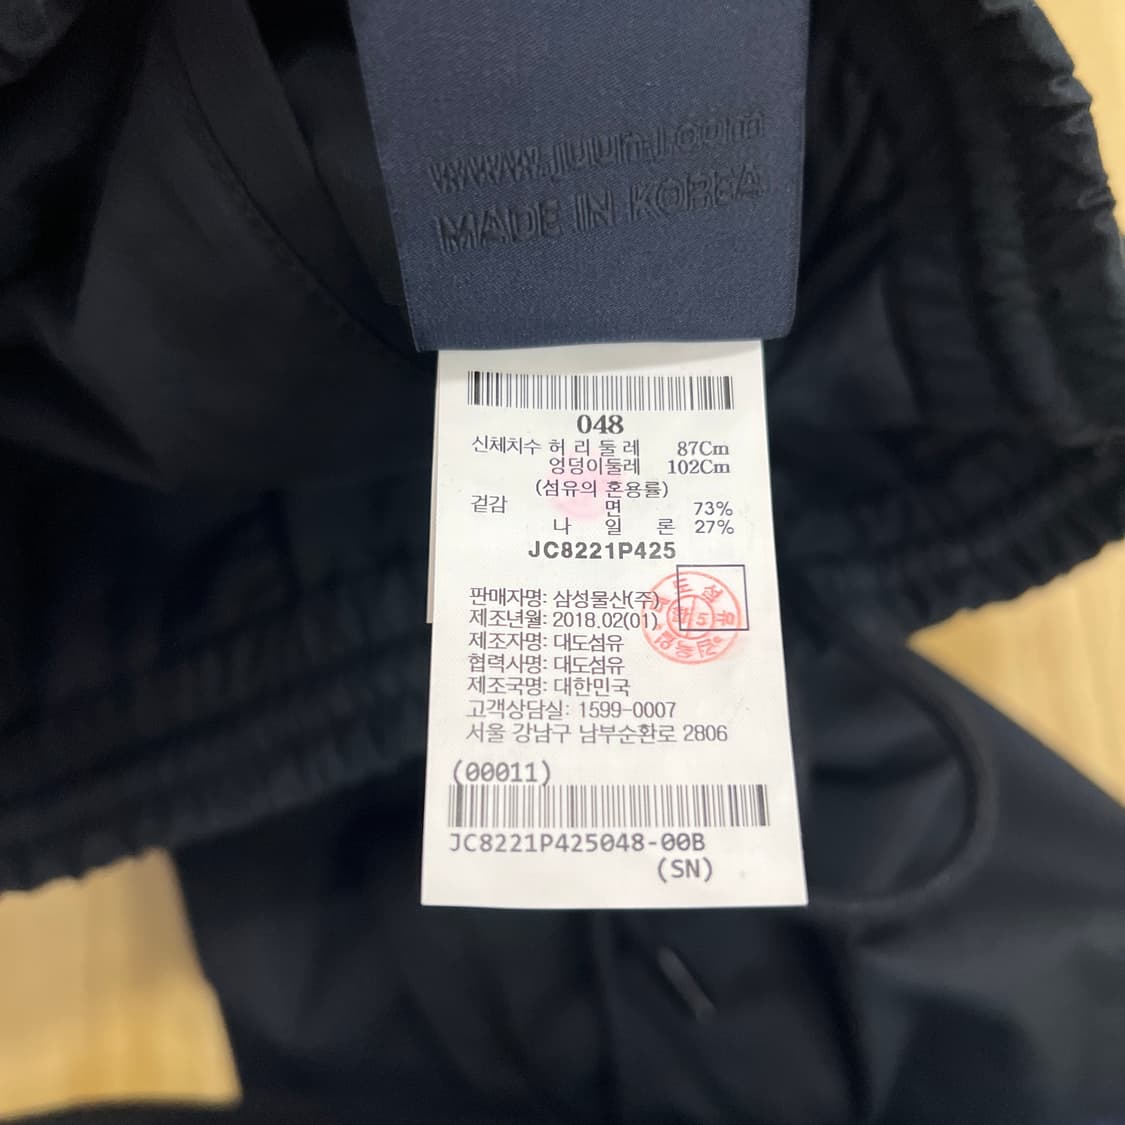 www.juunj.com
MADE IN KOREA
048
신체치수 허 리 둘 레 87Cm
엉덩이둘레 102Cm
(섬유의 혼용률)
겉감 면 73%
나 일 론 27%
JC8221P425
판매자명: 삼성물산(주)
제조년월: 2018.02(01)
제조자명: 대도섬유
협력사명: 대도섬유
제조국명: 대한민국
고객상담실: 1599-0007
서울 강남구 남부순환로 2806
(00011)
JC8221P425048-00B
(SN)